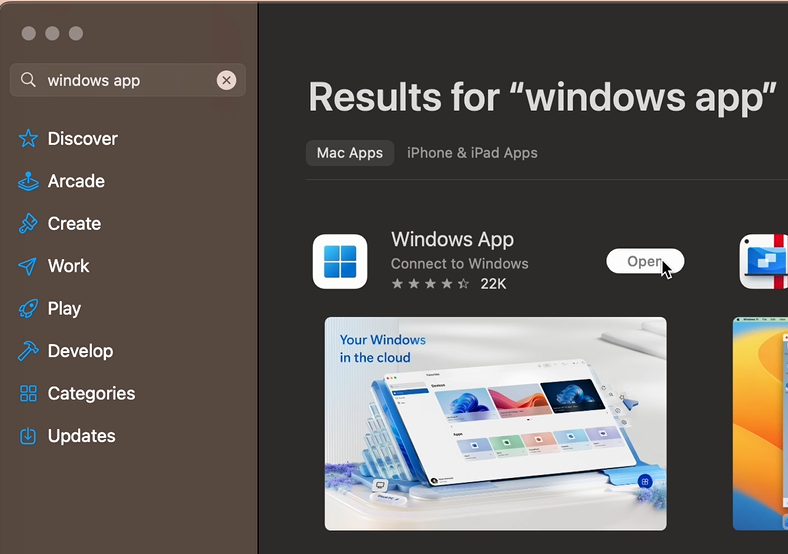 windows app
Discover
Arcade
Create
Work
Play
Develop
Categories
Updates
Results for “windows app”
Mac Apps
iPhone & iPad Apps
Windows App
Connect to Windows
22K
Open
Your Windows
in the cloud
Devices
Apps